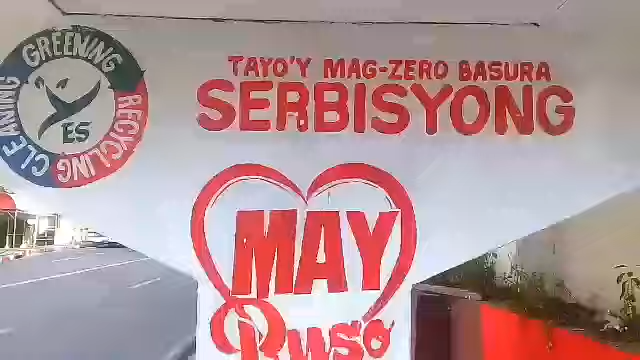 GREENING
RECYCLING
CLEANING
ES
TAYO'Y MAG-ZERO BASURA
SERBISYONG
MAY
Puso